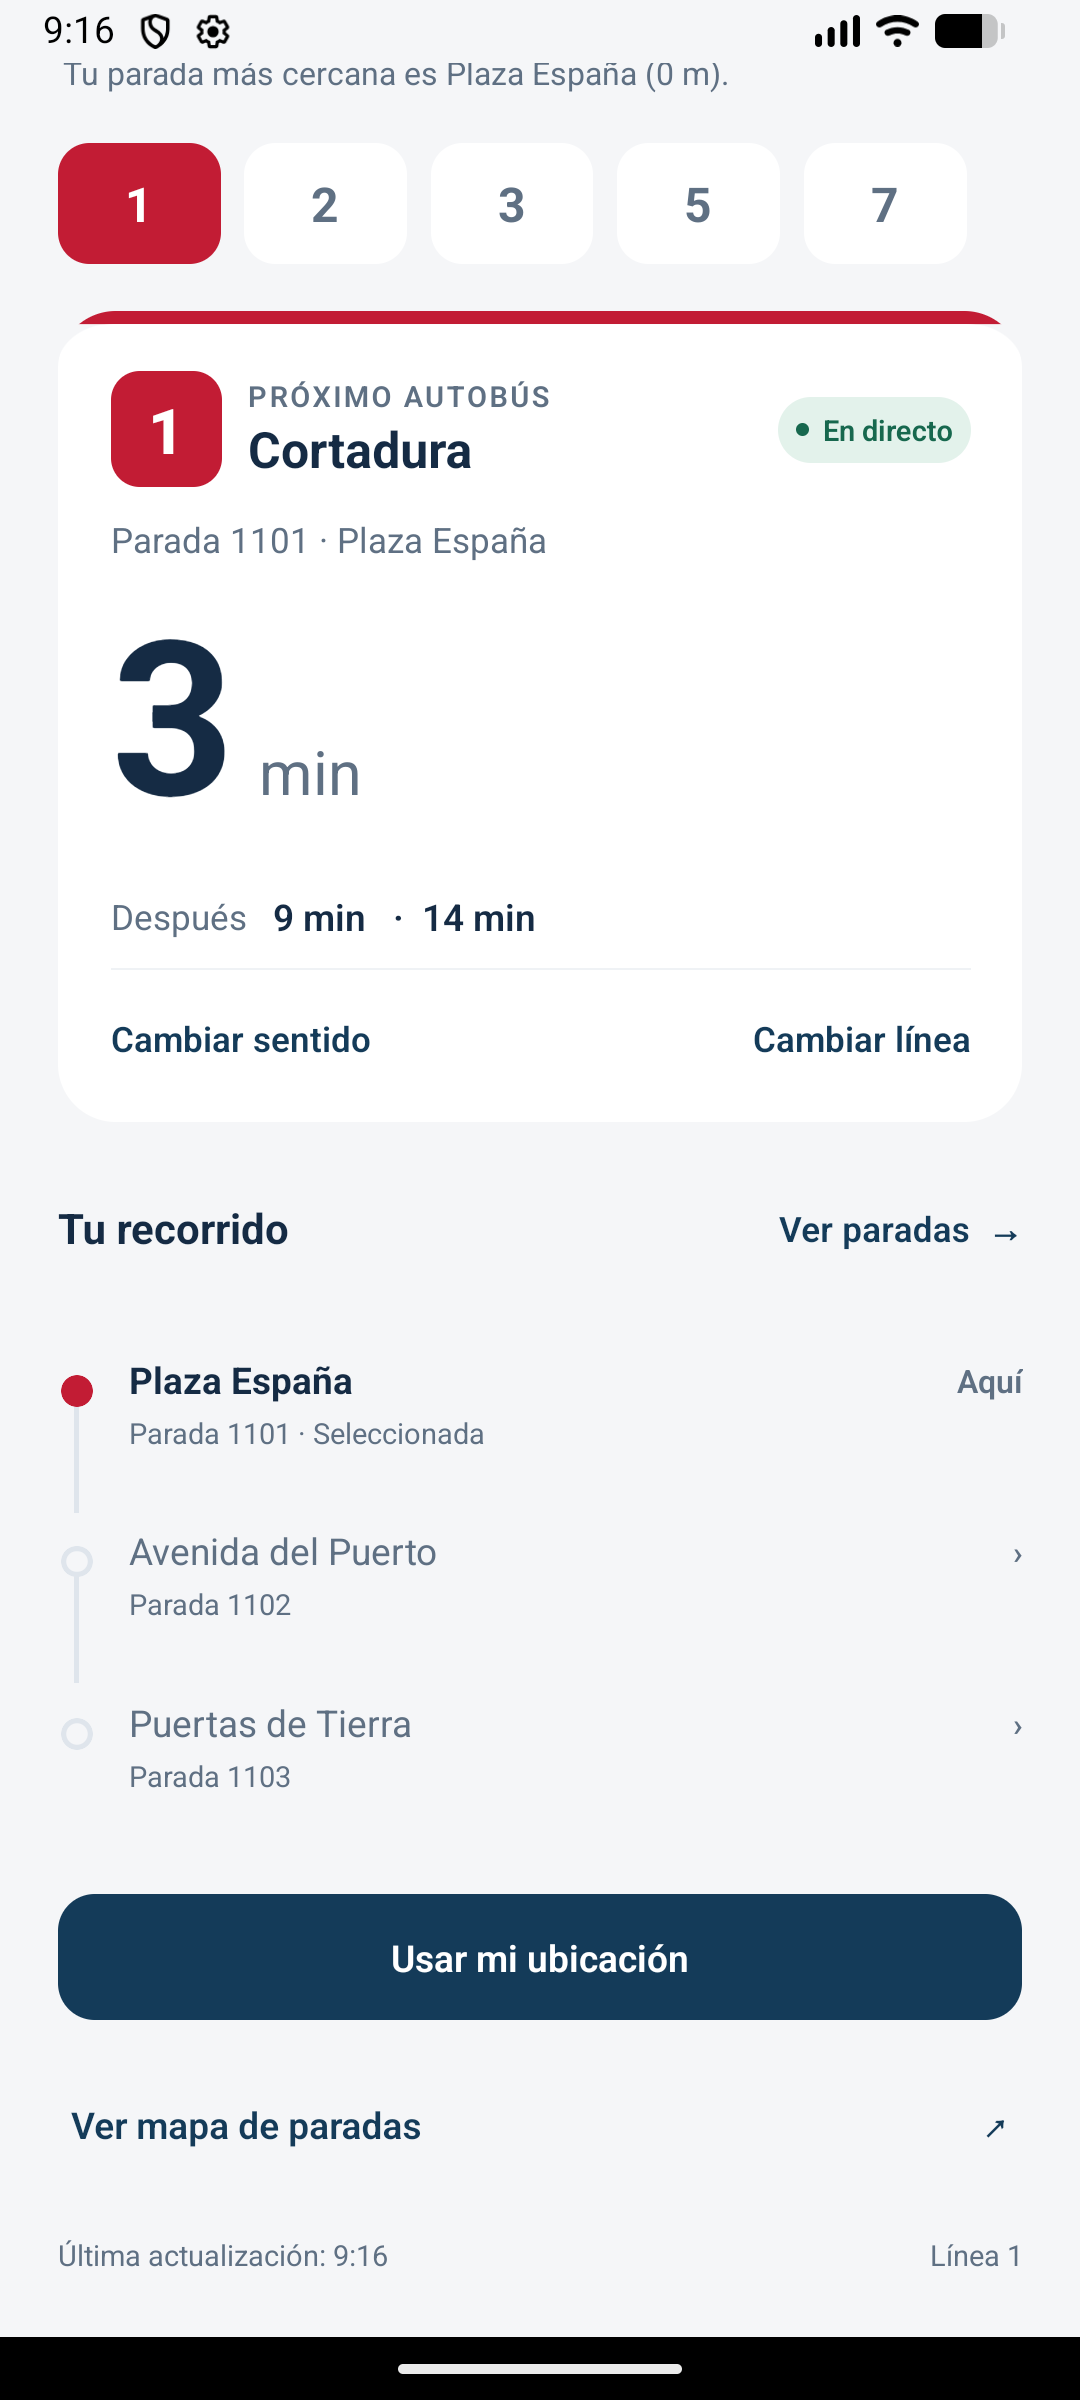 9:16
Tu parada más cercana es Plaza España (0 m).
1 2 3 5 7
1
PRÓXIMO AUTOBÚS
Cortadura
En directo
Parada 1101 · Plaza España
3 min
Después 9 min · 14 min
Cambiar sentido Cambiar línea
Tu recorrido Ver paradas →
Plaza España Aquí
Parada 1101 · Seleccionada
Avenida del Puerto ›
Parada 1102
Puertas de Tierra ›
Parada 1103
Usar mi ubicación
Ver mapa de paradas ↗
Última actualización: 9:16 Línea 1